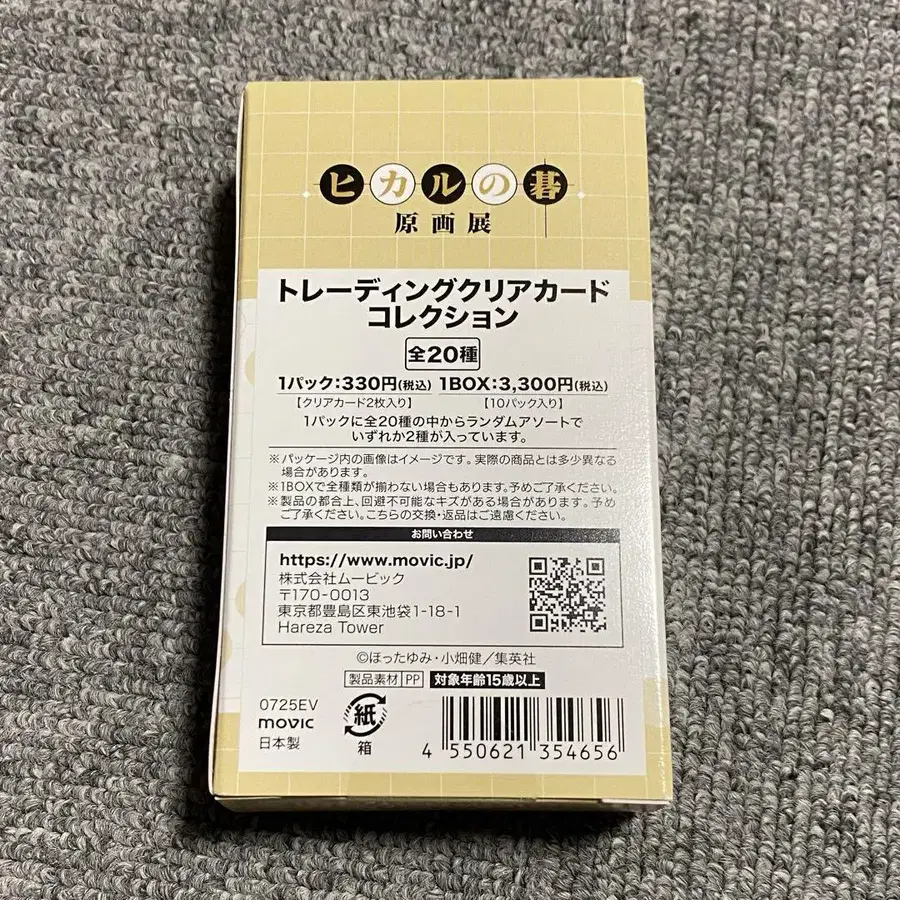 ヒカルの碁
原画展
トレーディングクリアカード
コレクション
全20種
1パック:330円(税込) 1BOX:3,300円(税込)
【クリアカード2枚入り】 【10パック入り】
1パックに全20種の中からランダムアソートで
いずれか2種が入っています。
※パッケージ内の画像はイメージです。実際の商品とは多少異なる
場合があります。
※1BOXで全種類が揃わない場合もあります。予めご了承ください。
※製品の都合上、回避不可能なキズがある場合があります。予め
ご了承ください。こちらの交換・返品はご遠慮ください。
お問い合わせ
https://www.movic.jp/
株式会社ムービック
〒170-0013
東京都豊島区東池袋1-18-1
Hareza Tower
©ほったゆみ・小畑健/集英社
製品素材 PP 対象年齢15歳以上
0725EV
movic
日本製
紙
箱
4 550621 354656